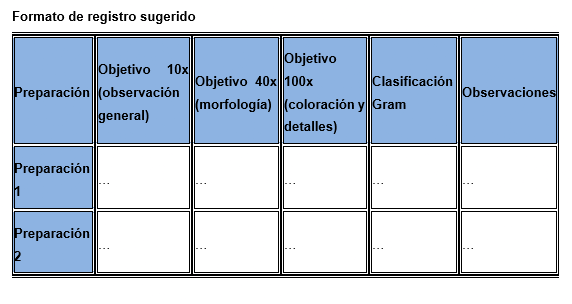 Formato de registro sugerido
Preparación
Objetivo 10x
(observación
general)
Objetivo 40x
(morfología)
Objetivo
100x
(coloración y
detalles)
Clasificación
Gram
Observaciones
Preparación
1
...
...
...
...
...
Preparación
2
...
...
...
...
...